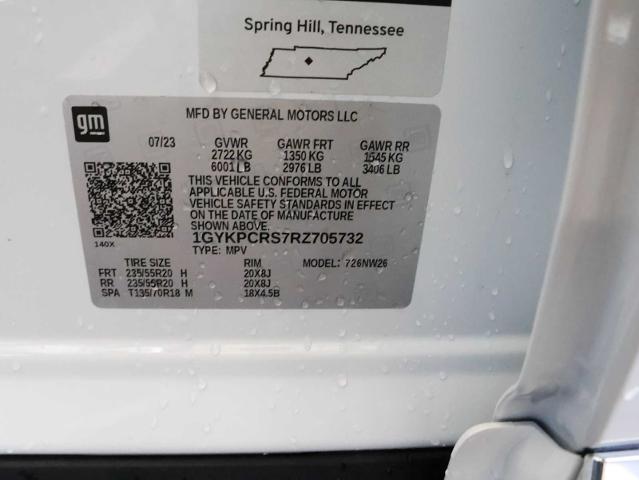 Spring Hill, Tennessee
gm
MFD BY GENERAL MOTORS LLC
07/23 GVWR GAWR FRT GAWR RR
2722 KG 1350 KG 1545 KG
6001 LB 2976 LB 3406 LB
THIS VEHICLE CONFORMS TO ALL
APPLICABLE U.S. FEDERAL MOTOR
VEHICLE SAFETY STANDARDS IN EFFECT
ON THE DATE OF MANUFACTURE
SHOWN ABOVE.
140X
1GYKPCRS7RZ705732
TYPE: MPV MODEL: 726NW26
TIRE SIZE RIM
FRT 235/55R20 H 20X8J
RR 235/55R20 H 20X8J
SPA T135/70R18 M 18X4.5B